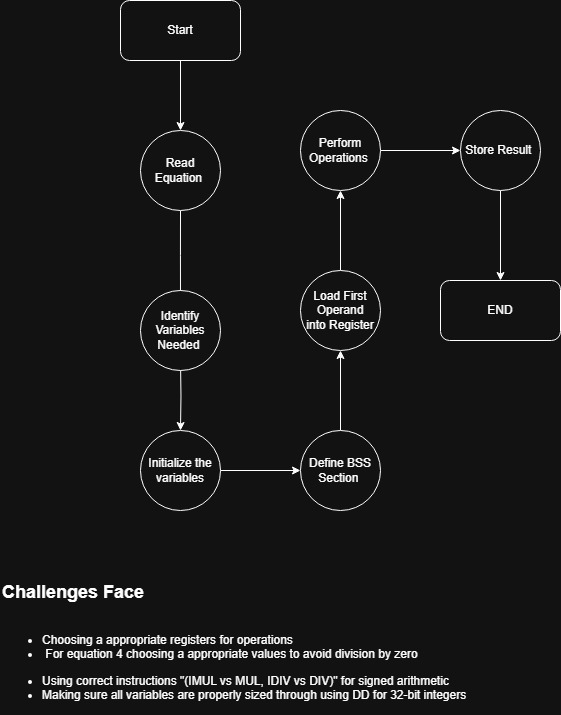 Start
Read
Equation
Identify
Variables
Needed
Initialize the
variables
Define BSS
Section
Load First
Operand
into Register
Perform
Operations
Store Result
END
Challenges Face
• Choosing a appropriate registers for operations
• For equation 4 choosing a appropriate values to avoid division by zero
• Using correct instructions "(IMUL vs MUL, IDIV vs DIV)" for signed arithmetic
• Making sure all variables are properly sized through using DD for 32-bit integers